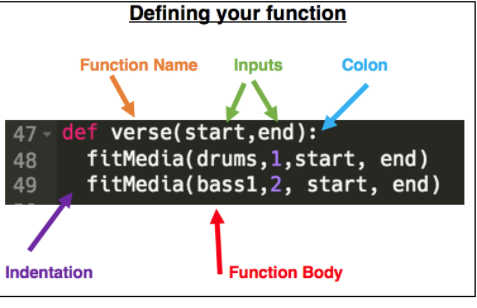 Defining your function
Function Name Inputs Colon
47 def verse(start,end):
48 fitMedia(drums,1,start, end)
49 fitMedia(bass1,2, start, end)
Indentation Function Body